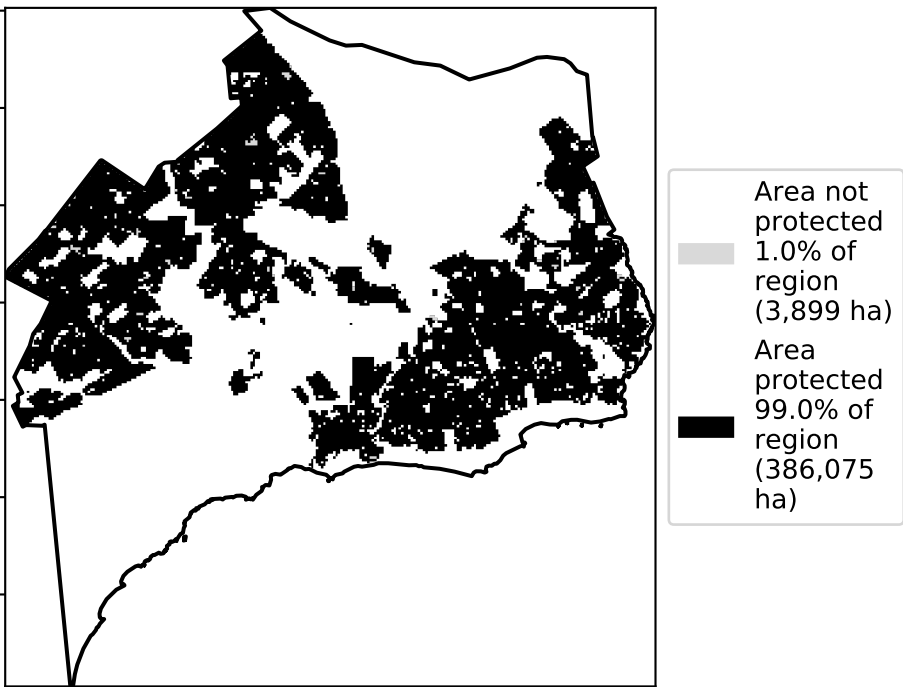 Area not
protected
1.0% of
region
(3,899 ha)
Area
protected
99.0% of
region
(386,075
ha)